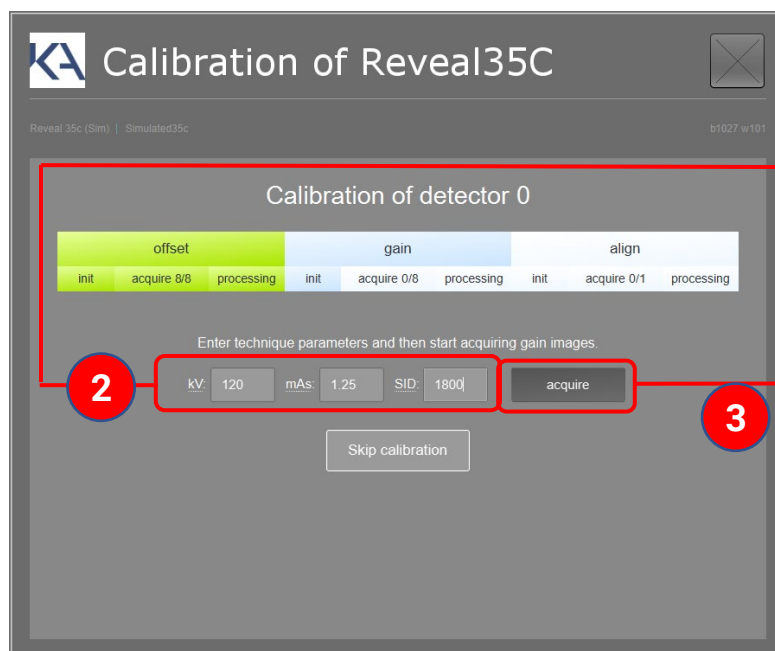 KA Calibration of Reveal35C
Reveal 35c (Sim) | Simulated35c b1027 w101
Calibration of detector 0
offset gain align
init acquire 8/8 processing init acquire 0/8 processing init acquire 0/1 processing
Enter technique parameters and then start acquiring gain images.
2 kV: 120 mAs: 1.25 SID: 1800 acquire
3
Skip calibration